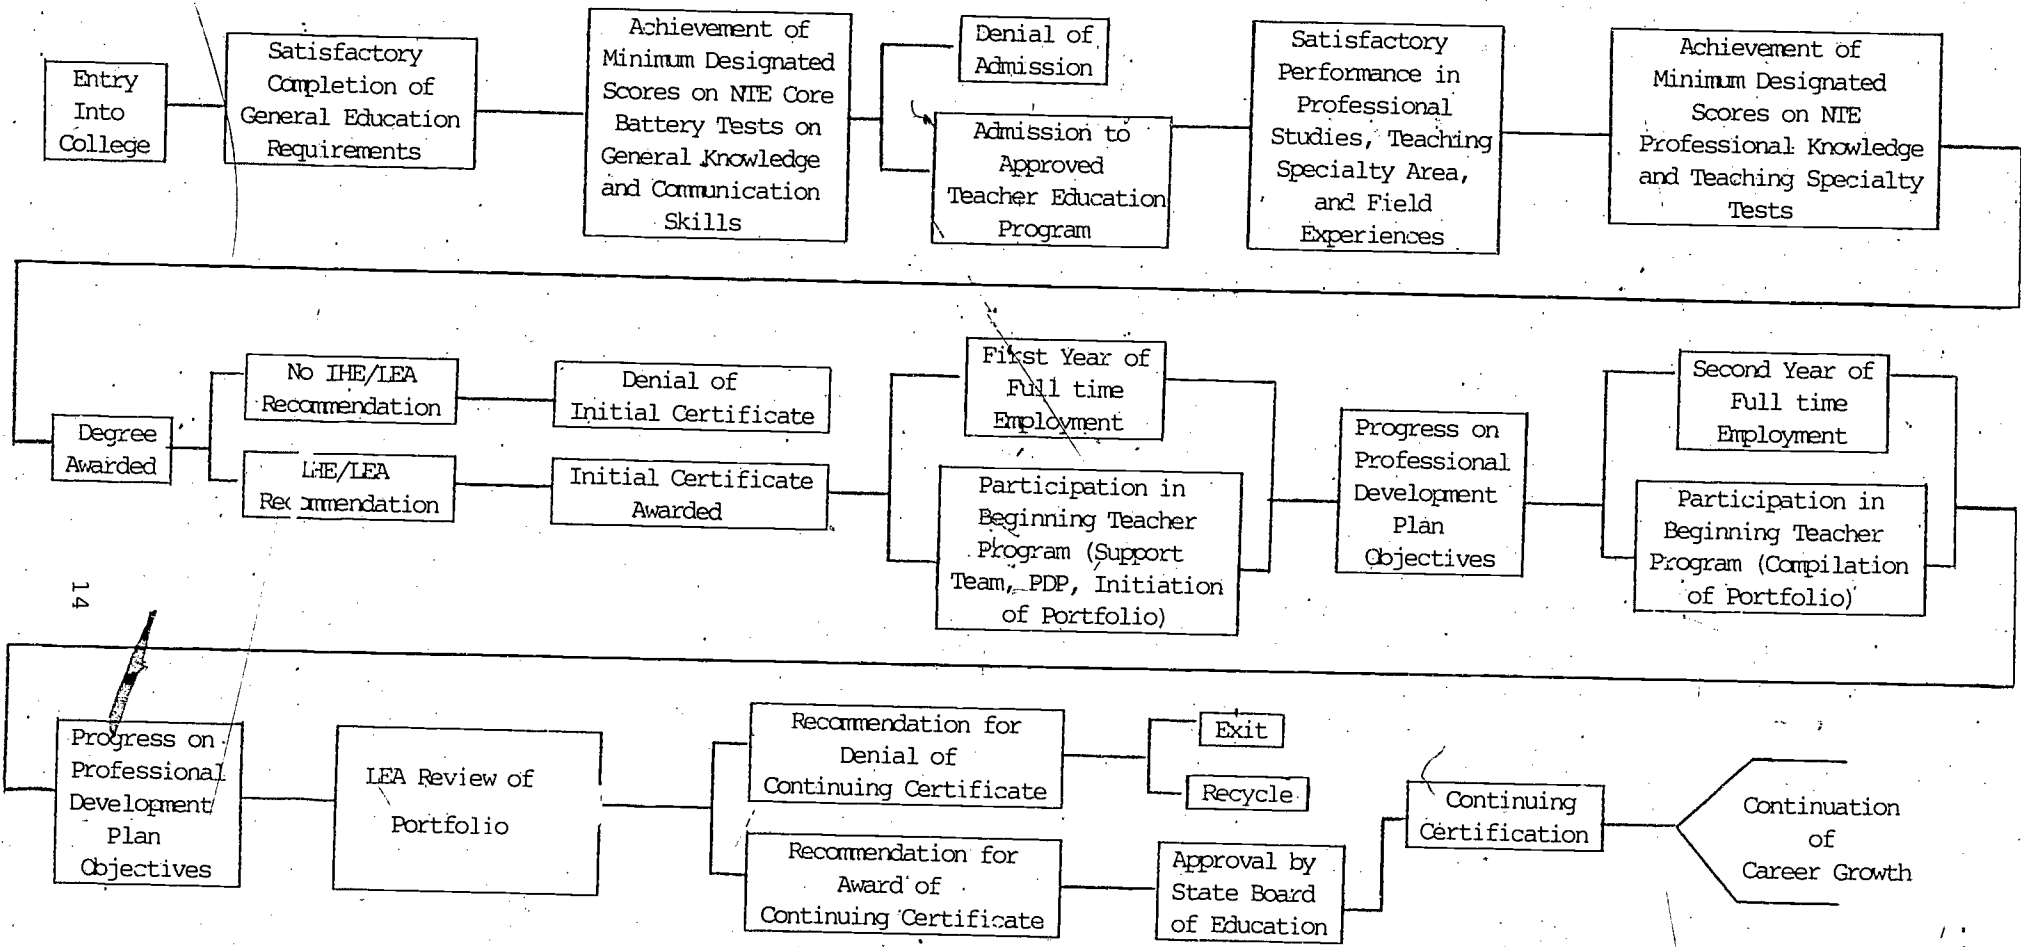 Entry
Into
College
Satisfactory
Completion of
General Education
Requirements
Achievement of
Minimum Designated
Scores on NTE Core
Battery Tests on
General Knowledge
and Communication
Skills
Denial of
Admission
Admission to
Approved
Teacher Education
Program
Satisfactory
Performance in
Professional
Studies, Teaching
Specialty Area,
and Field
Experiences
Achievement of
Minimum Designated
Scores on NTE
Professional Knowledge
and Teaching Specialty
Tests
Degree
Awarded
No IHE/LEA
Recommendation
Denial of
Initial Certificate
IHE/LEA
Recommendation
Initial Certificate
Awarded
First Year of
Full time
Employment
Participation in
Beginning Teacher
Program (Support
Team, PDP, Initiation
of Portfolio)
Progress on
Professional
Development
Plan
Objectives
Second Year of
Full time
Employment
Participation in
Beginning Teacher
Program (Compilation
of Portfolio)
14
Progress on
Professional
Development
Plan
Objectives
LEA Review of
Portfolio
Recommendation for
Denial of
Continuing Certificate
Exit
Recycle
Recommendation for
Award of
Continuing Certificate
Approval by
State Board
of Education
Continuing
Certification
Continuation
of
Career Growth